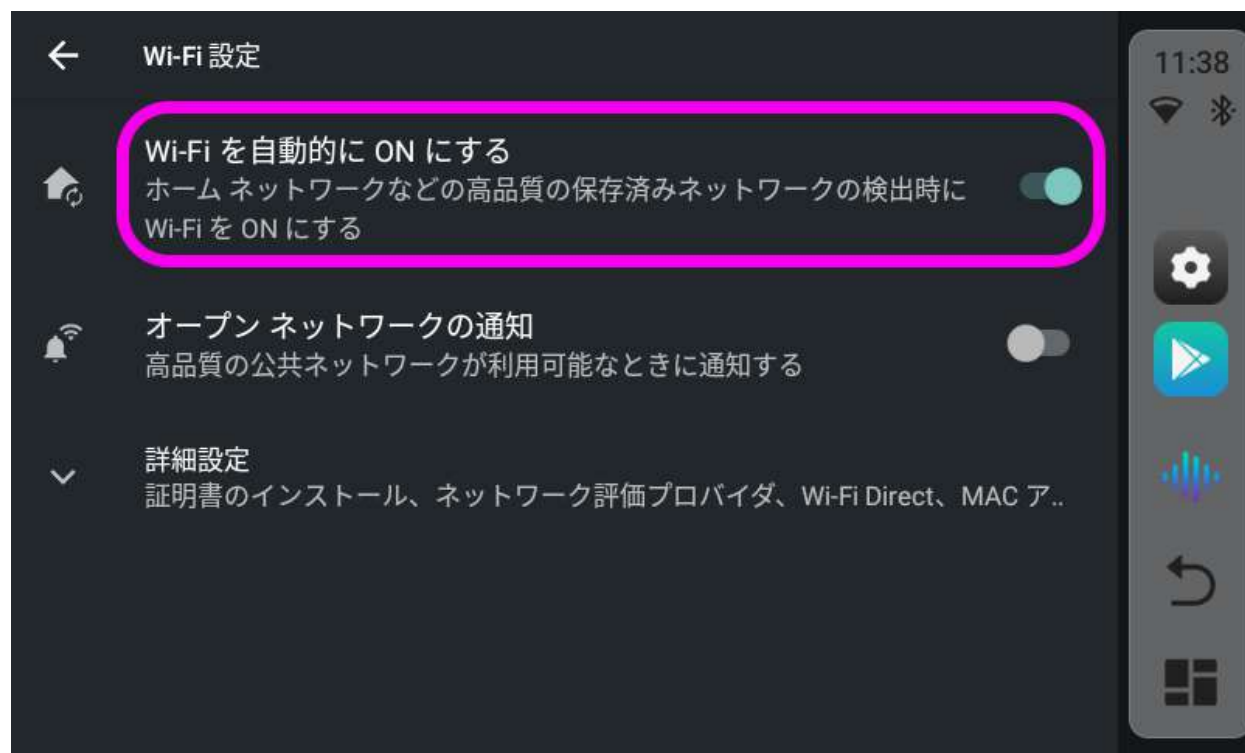 Wi-Fi 設定
11:38
Wi-Fi を自動的に ON にする
ホーム ネットワークなどの高品質の保存済みネットワークの検出時に
Wi-Fi を ON にする
オープン ネットワークの通知
高品質の公共ネットワークが利用可能なときに通知する
詳細設定
証明書のインストール、ネットワーク評価プロバイダ、Wi-Fi Direct、MAC ア..